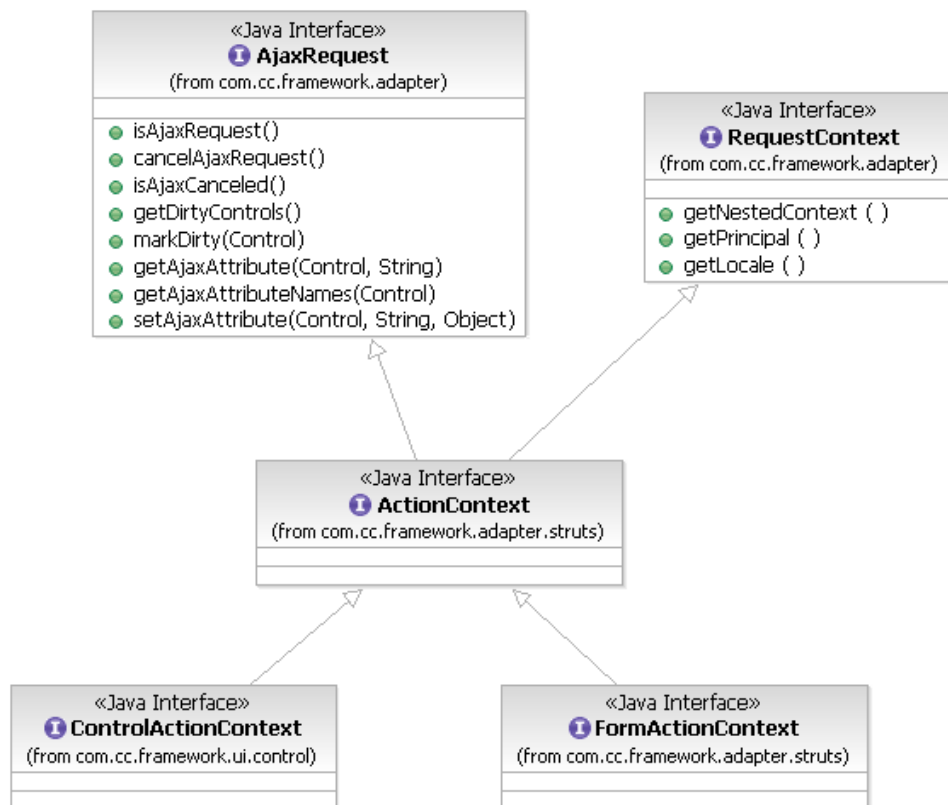 «Java Interface»
AjaxRequest
(from com.cc.framework.adapter)
isAjaxRequest()
cancelAjaxRequest()
isAjaxCanceled()
getDirtyControls()
markDirty(Control)
getAjaxAttribute(Control, String)
getAjaxAttributeNames(Control)
setAjaxAttribute(Control, String, Object)
«Java Interface»
RequestContext
(from com.cc.framework.adapter)
getNestedContext ( )
getPrincipal ( )
getLocale ( )
«Java Interface»
ActionContext
(from com.cc.framework.adapter.struts)
«Java Interface»
ControlActionContext
(from com.cc.framework.ui.control)
«Java Interface»
FormActionContext
(from com.cc.framework.adapter.struts)